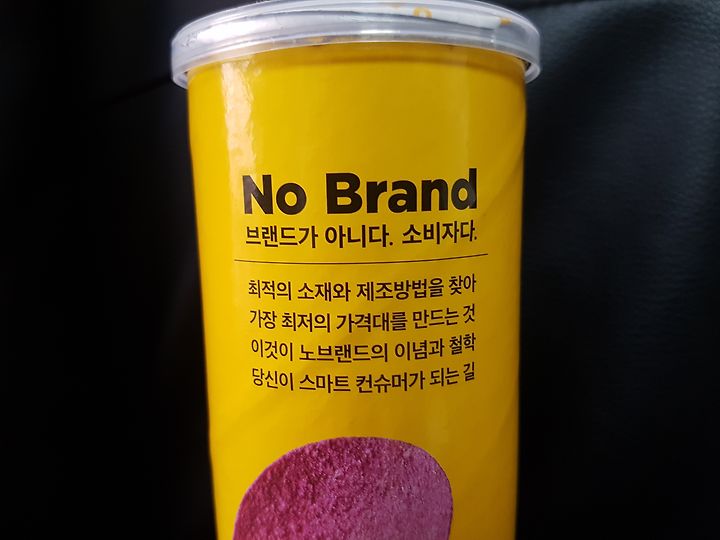 No Brand
브랜드가 아니다. 소비자다.
최적의 소재와 제조방법을 찾아
가장 최저의 가격대를 만드는 것
이것이 노브랜드의 이념과 철학
당신이 스마트 컨슈머가 되는 길